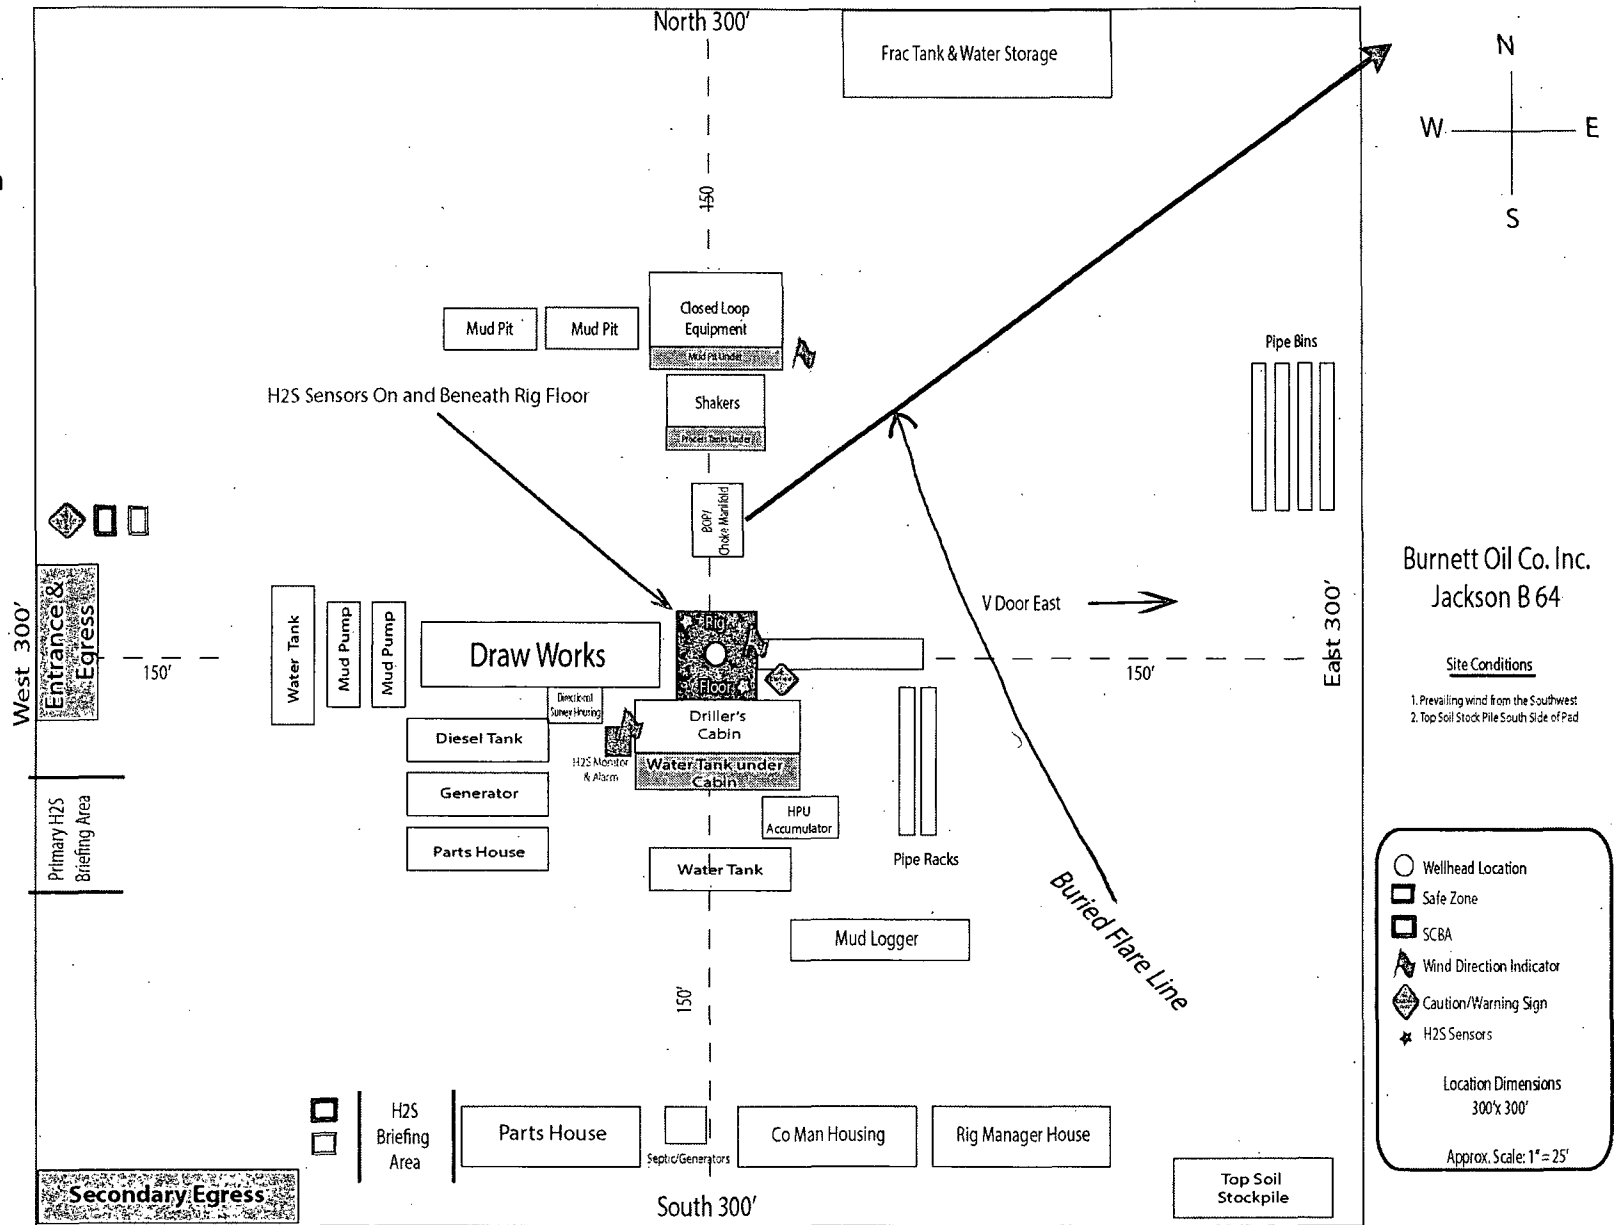 North 300'
Frac Tank & Water Storage
N
W
E
S
150
Closed Loop
Equipment
Mud Pit Under
Mud Pit
Mud Pit
Pipe Bins
H2S Sensors On and Beneath Rig Floor
Shakers
Process Tanks Under
BOP/
Choke Manifold
Burnett Oil Co. Inc.
Jackson B 64
Site Conditions
1. Prevailing wind from the Southwest
2. Top Soil Stock Pile South Side of Pad
V Door East
West 300'
Entrance &
Egress
150'
Water Tank
Mud Pump
Mud Pump
Draw Works
Rig
Floor
150'
East 300'
Directional
Survey Housing
Driller's
Cabin
Diesel Tank
H2S Monitor
& Alarm
Water Tank under
Cabin
Generator
HPU
Accumulator
Primary H2S
Briefing Area
Parts House
Water Tank
Pipe Racks
Buried Flare Line
Mud Logger
150'
Wellhead Location
Safe Zone
SCBA
Wind Direction Indicator
Caution/Warning Sign
H2S Sensors
Location Dimensions
300'x 300'
Approx. Scale: 1" = 25'
H2S
Briefing
Area
Parts House
Septic/Generators
Co Man Housing
Rig Manager House
Secondary Egress
South 300'
Top Soil
Stockpile